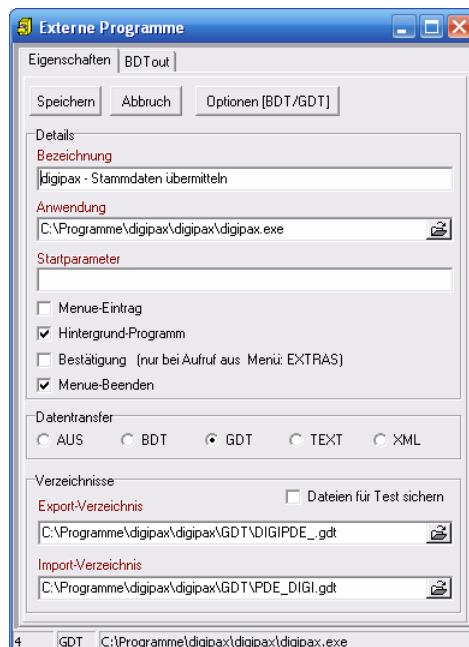 Externe Programme
Eigenschaften BDTout
Speichern Abbruch Optionen [BDT/GDT]
Details
Bezeichnung
digipax - Stammdaten übermitteln
Anwendung
C:\Programme\digipax\digipax\digipax.exe
Startparameter
Menue-Eintrag
Hintergrund-Programm
Bestätigung (nur bei Aufruf aus Menü: EXTRAS)
Menue-Beenden
Datentransfer
AUS BDT GDT TEXT XML
Verzeichnisse
Dateien für Test sichern
Export-Verzeichnis
C:\Programme\digipax\digipax\GDT\DIGIPDE_.gdt
Import-Verzeichnis
C:\Programme\digipax\digipax\GDT\PDE_DIGI.gdt
4 GDT C:\Programme\digipax\digipax\digipax.exe